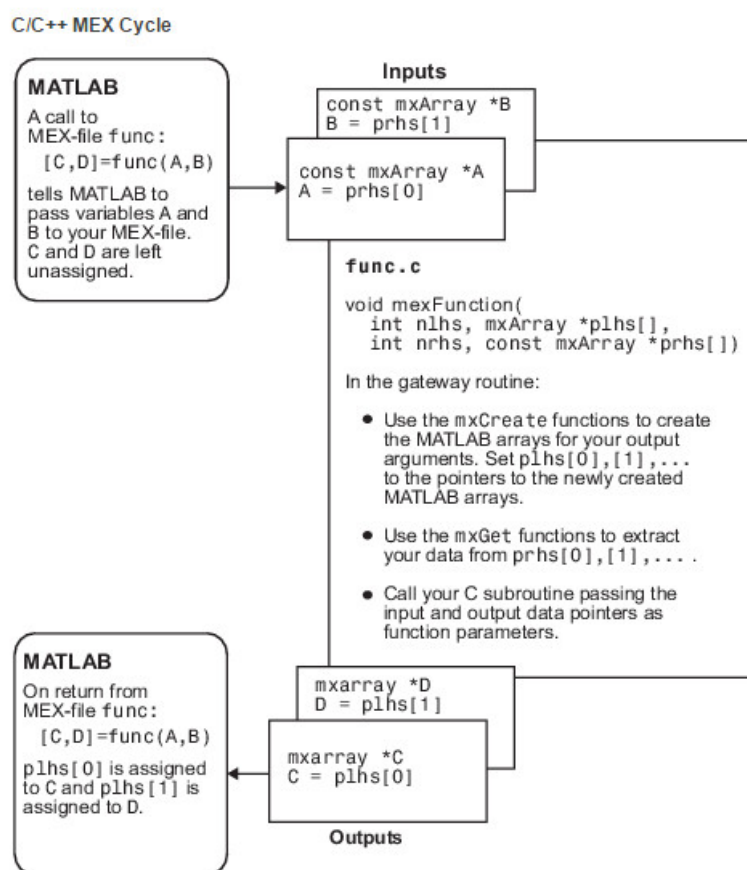 C/C++ MEX Cycle
MATLAB
A call to
MEX-file func:
[C,D]=func(A,B)
tells MATLAB to
pass variables A and
B to your MEX-file.
C and D are left
unassigned.
Inputs
const mxArray *B
B = prhs[1]
const mxArray *A
A = prhs[0]
func.c
void mexFunction(
int nlhs, mxArray *plhs[],
int nrhs, const mxArray *prhs[])
In the gateway routine:
● Use the mxCreate functions to create
the MATLAB arrays for your output
arguments. Set plhs[0],[1],...
to the pointers to the newly created
MATLAB arrays.
● Use the mxGet functions to extract
your data from prhs[0],[1],... .
● Call your C subroutine passing the
input and output data pointers as
function parameters.
MATLAB
On return from
MEX-file func:
[C,D]=func(A,B)
plhs[0] is assigned
to C and plhs[1] is
assigned to D.
mxarray *D
D = plhs[1]
mxarray *C
C = plhs[0]
Outputs